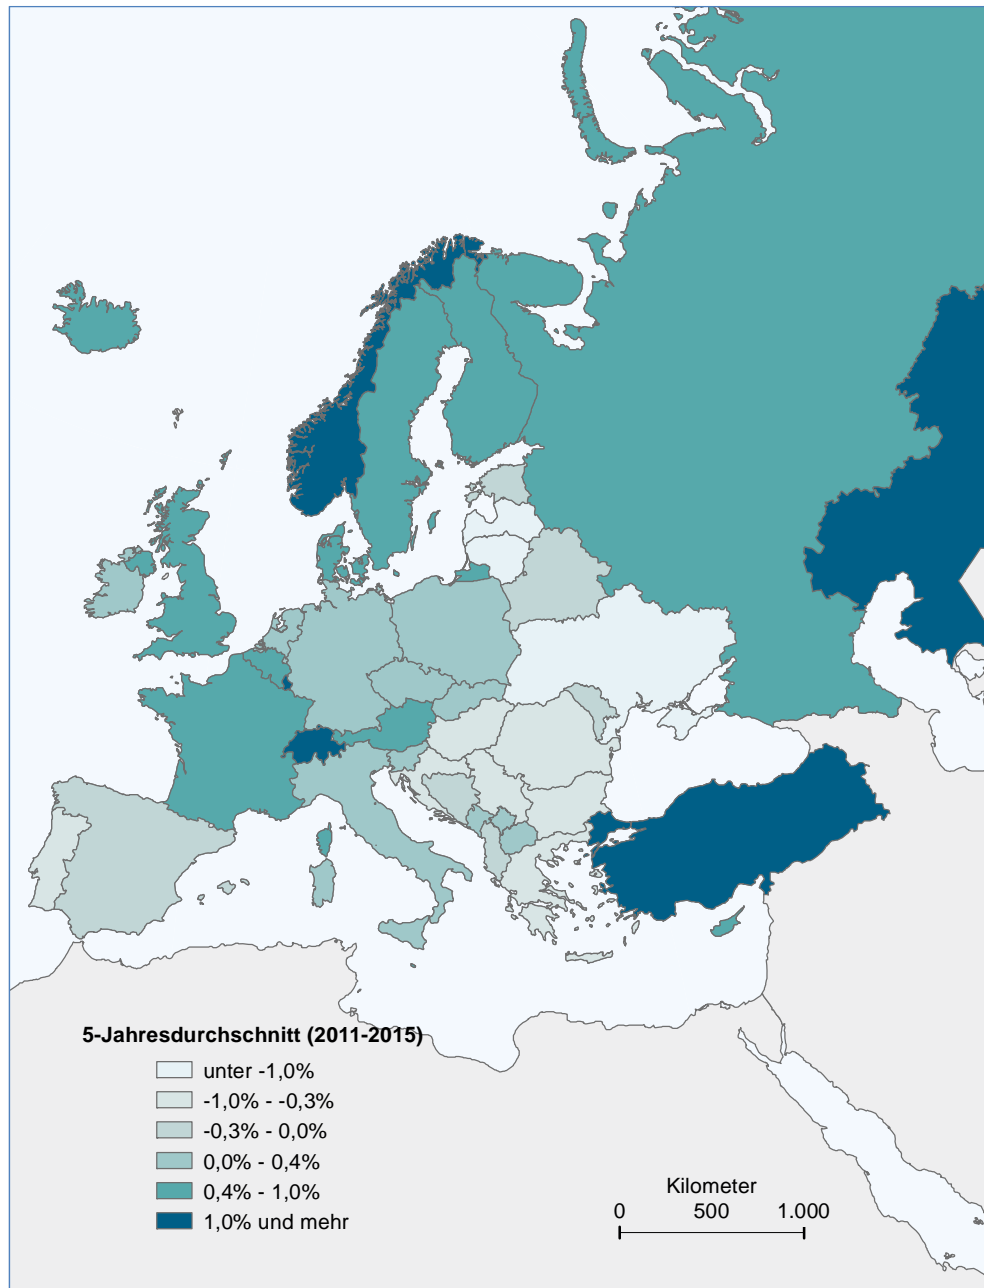 5-Jahresdurchschnitt (2011-2015)
unter -1,0%
-1,0% - -0,3%
-0,3% - 0,0%
0,0% - 0,4%
0,4% - 1,0%
1,0% und mehr
Kilometer
0 500 1.000